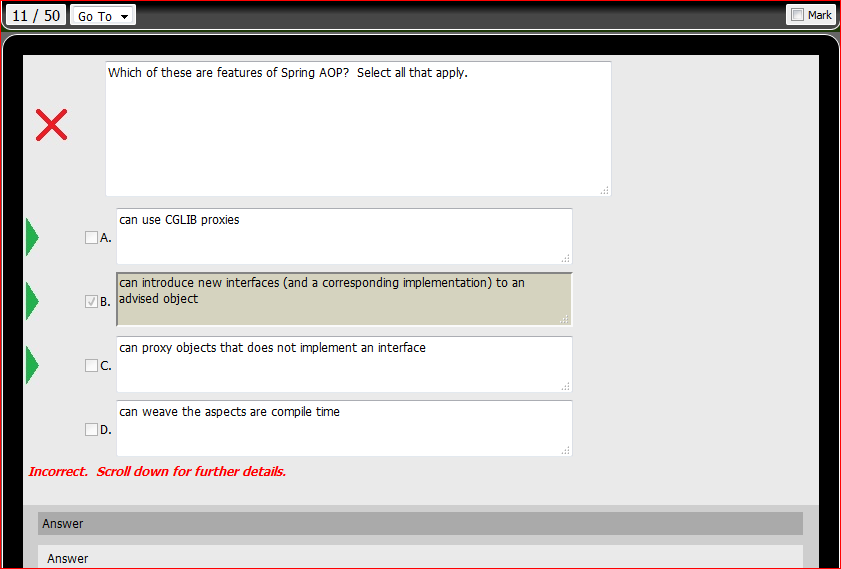 11 / 50 Go To Mark
Which of these are features of Spring AOP?  Select all that apply.
A. can use CGLIB proxies
B. can introduce new interfaces (and a corresponding implementation) to an
advised object
C. can proxy objects that does not implement an interface
D. can weave the aspects are compile time
Incorrect.  Scroll down for further details.
Answer
Answer